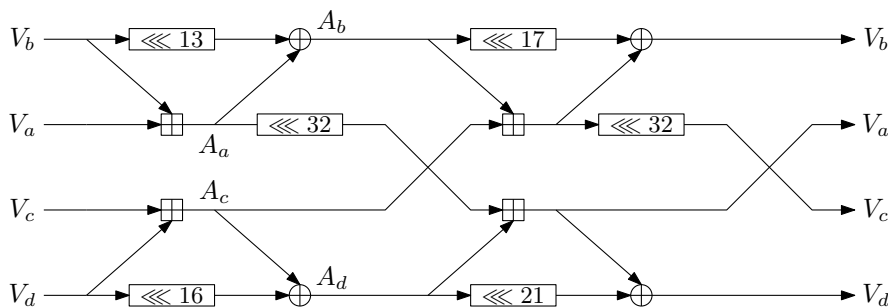 V_b ⋘ 13 A_b ⋘ 17 V_b
V_a A_a ⋘ 32 ⋘ 32 V_a
V_c A_c V_c
V_d ⋘ 16 A_d ⋘ 21 V_d